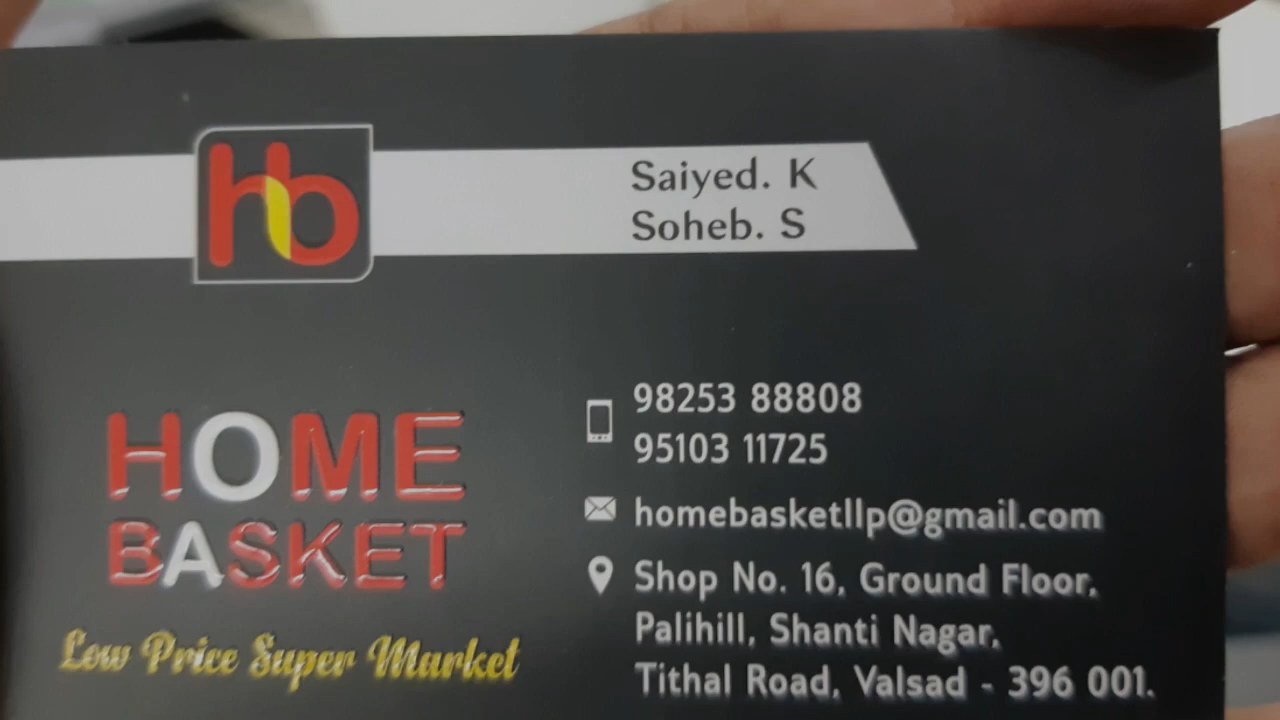 hb
Saiyed. K
Soheb. S
HOME
BASKET
Low Price Super Market
98253 88808
95103 11725
homebasketllp@gmail.com
Shop No. 16, Ground Floor,
Palihill, Shanti Nagar,
Tithal Road, Valsad - 396 001.